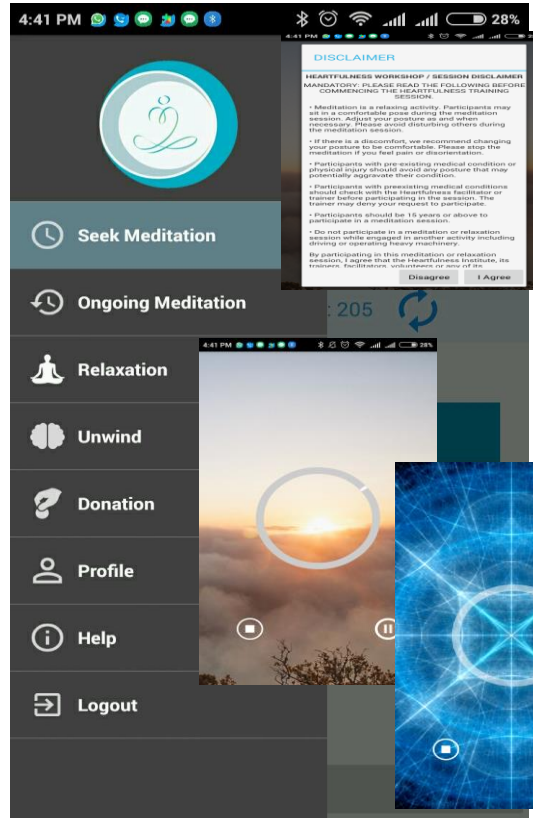 4:41 PM
28%
4:41 PM
DISCLAIMER
HEARTFULNESS WORKSHOP / SESSION DISCLAIMER
MANDATORY: PLEASE READ THE FOLLOWING BEFORE
COMMENCING THE HEARTFULNESS TRAINING
SESSION.
• Meditation is a relaxing activity. Participants may
sit in a comfortable pose during the meditation
session. Adjust your posture as and when
necessary. Please avoid disturbing others during
the meditation session.
• If there is a discomfort, we recommend changing
your posture to be comfortable. Please stop the
meditation if you feel pain or disorientation.
• Participants with pre-existing medical condition or
physical injury should avoid any posture that may
potentially aggravate their condition.
• Participants with preexisting medical conditions
should check with the Heartfulness facilitator or
trainer before participating in the session. The
trainer may deny your request to participate.
• Participants should be 15 years or above to
participate in a meditation session.
• Do not participate in a meditation or relaxation
session while engaged in another activity including
driving or operating heavy machinery.
By participating in this meditation or relaxation
session, I agree that the Heartfulness Institute, its
trainers, facilitators, volunteers or any of its
Disagree
I Agree
Seek Meditation
Ongoing Meditation
: 205
Relaxation
4:41 PM
28%
Unwind
Donation
Profile
Help
Logout